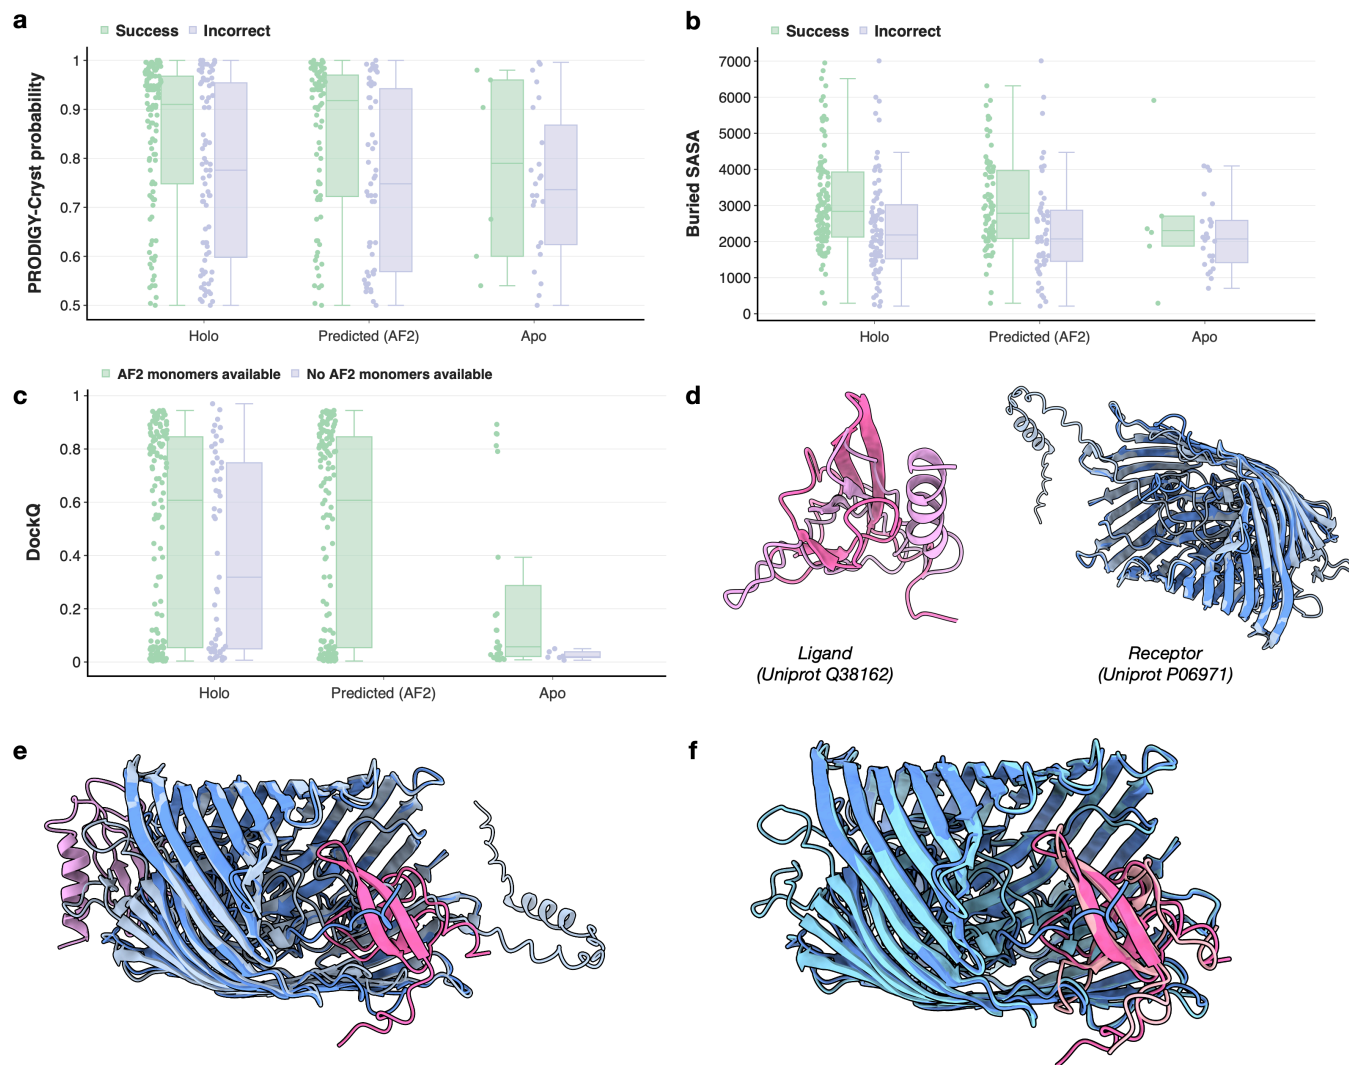 a
Success Incorrect
PRODIGY-Cryst probability
1
0.9
0.8
0.7
0.6
0.5
Holo Predicted (AF2) Apo
b
Success Incorrect
Buried SASA
7000
6000
5000
4000
3000
2000
1000
0
Holo Predicted (AF2) Apo
c
AF2 monomers available No AF2 monomers available
DockQ
1
0.8
0.6
0.4
0.2
0
Holo Predicted (AF2) Apo
d
Ligand
(Uniprot Q38162)
Receptor
(Uniprot P06971)
e
f